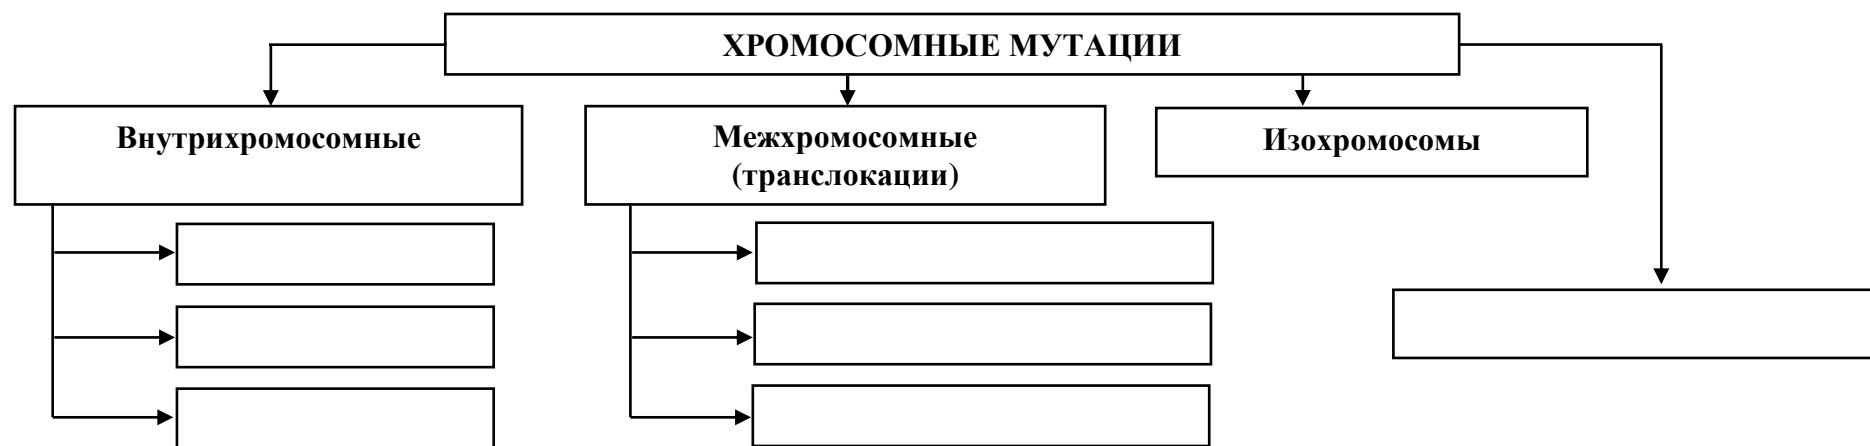 ХРОМОСОМНЫЕ МУТАЦИИ
Внутрихромосомные
Межхромосомные
(транслокации)
Изохромосомы